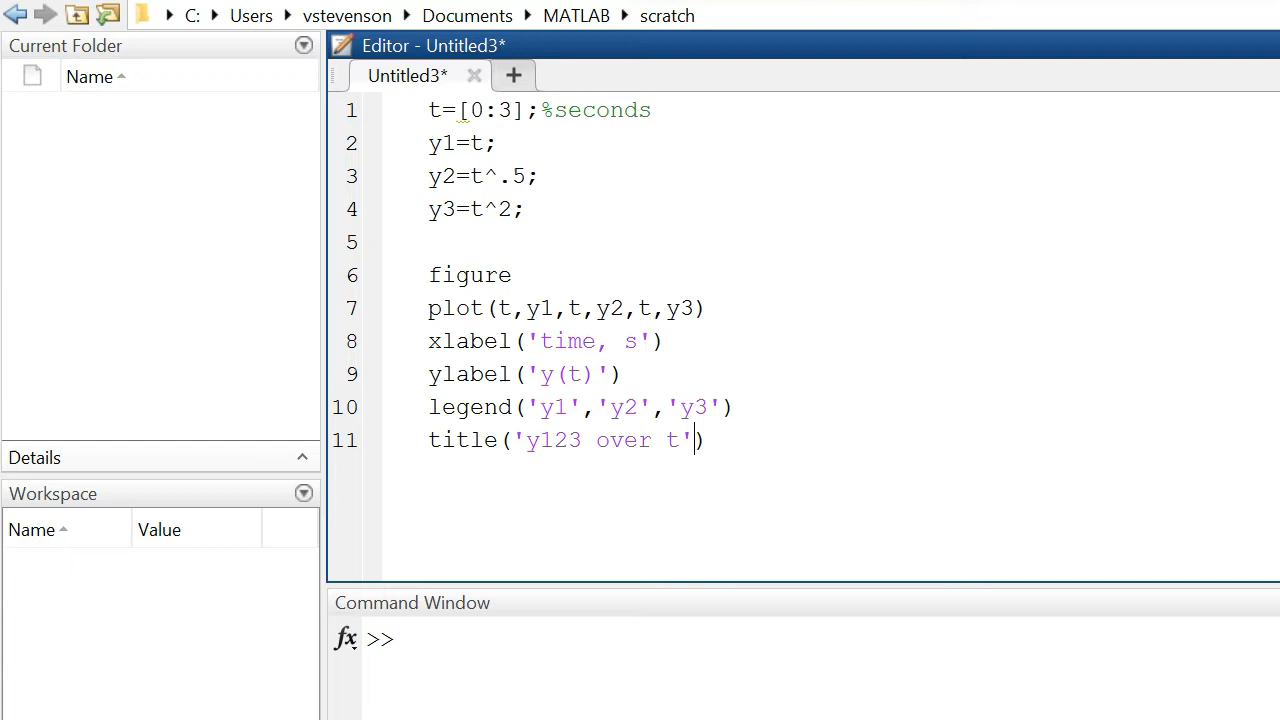 C: Users vstevenson Documents MATLAB scratch
Current Folder
Name
Editor - Untitled3*
Untitled3*
1 t=[0:3];%seconds
2 y1=t;
3 y2=t^.5;
4 y3=t^2;
5
6 figure
7 plot(t,y1,t,y2,t,y3)
8 xlabel('time, s')
9 ylabel('y(t)')
10 legend('y1','y2','y3')
11 title('y123 over t')
Details
Workspace
Name Value
Command Window
fx >>